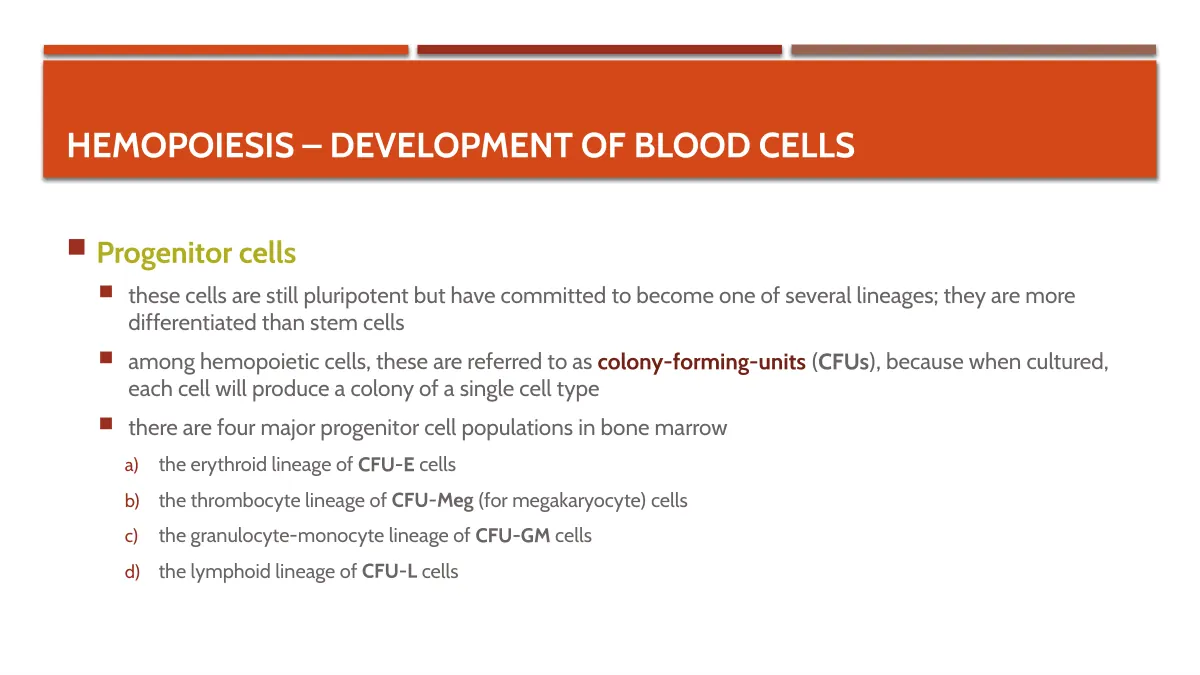 HEMOPOIESIS – DEVELOPMENT OF BLOOD CELLS
Progenitor cells
these cells are still pluripotent but have committed to become one of several lineages; they are more
differentiated than stem cells
among hemopoietic cells, these are referred to as colony-forming-units (CFUs), because when cultured,
each cell will produce a colony of a single cell type
there are four major progenitor cell populations in bone marrow
a) the erythroid lineage of CFU-E cells
b) the thrombocyte lineage of CFU-Meg (for megakaryocyte) cells
c) the granulocyte-monocyte lineage of CFU-GM cells
d) the lymphoid lineage of CFU-L cells